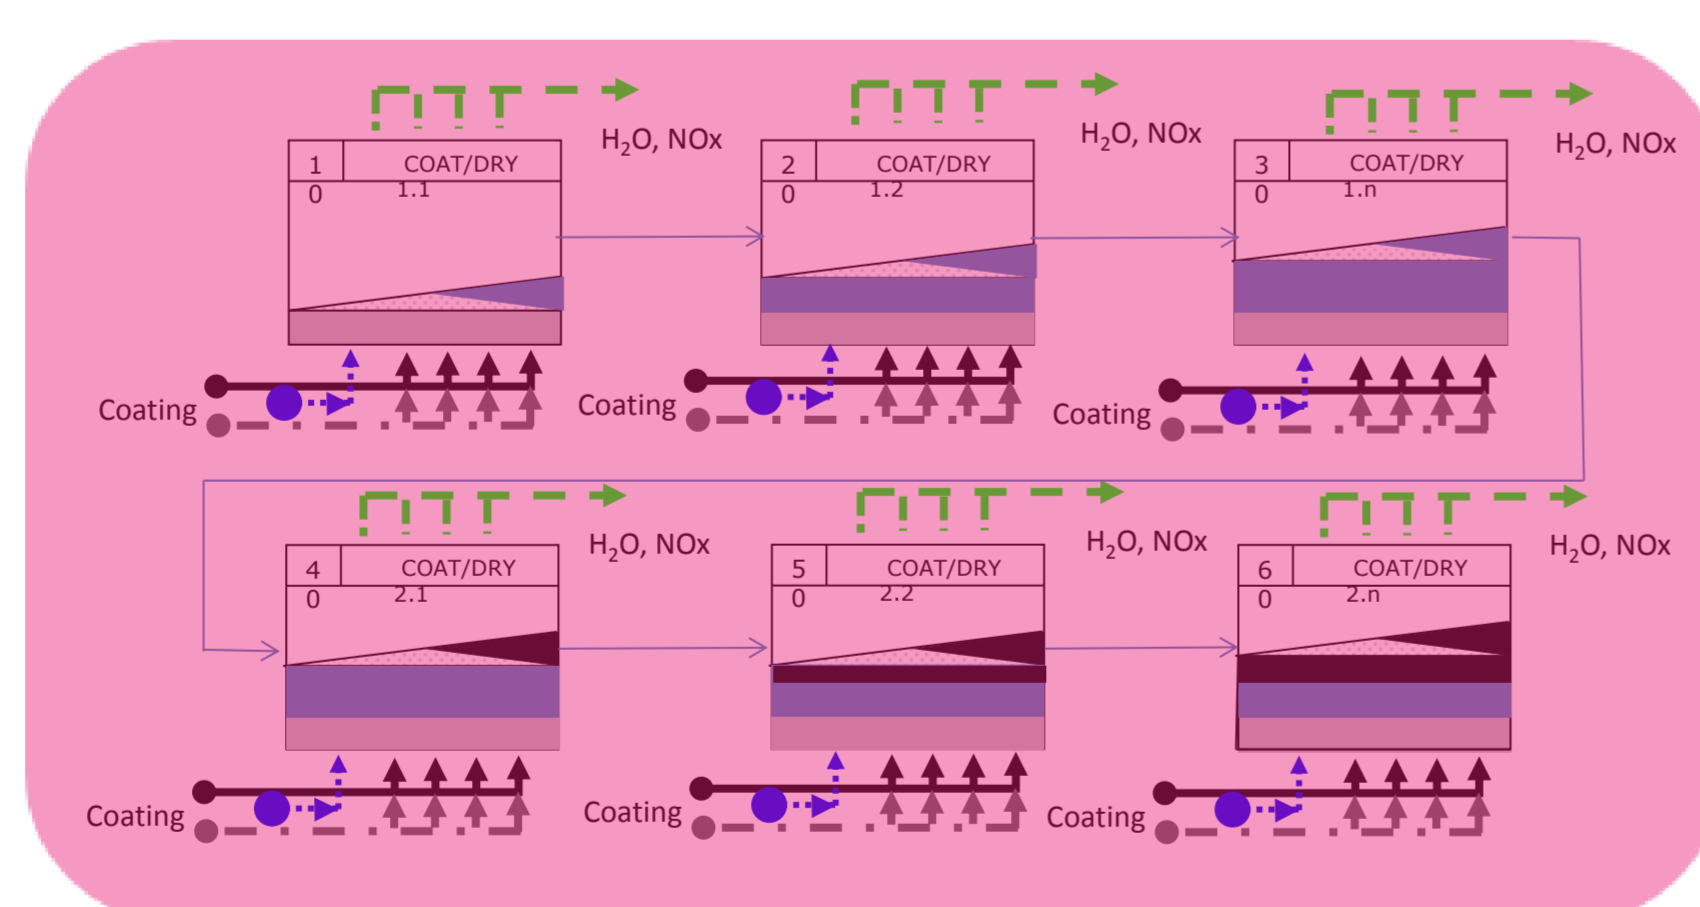 H₂O, NOx
H₂O, NOx
H₂O, NOx
1
0
COAT/DRY
1.1
2
0
COAT/DRY
1.2
3
0
COAT/DRY
1.n
Coating
Coating
Coating
H₂O, NOx
H₂O, NOx
H₂O, NOx
4
0
COAT/DRY
2.1
5
0
COAT/DRY
2.2
6
0
COAT/DRY
2.n
Coating
Coating
Coating